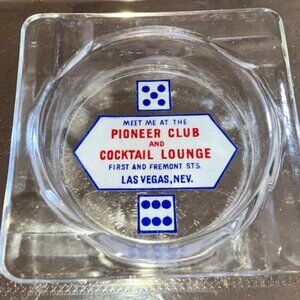 MEET ME AT THE
PIONEER CLUB
AND
COCKTAIL LOUNGE
FIRST AND FREMONT STS.
LAS VEGAS, NEV.